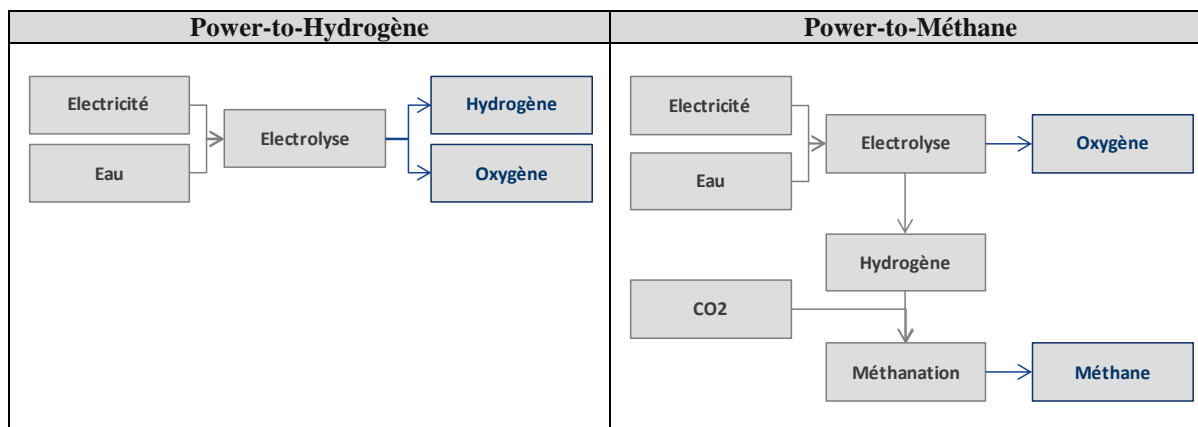 Power-to-Hydrogène
Electricité
Eau
Electrolyse
Hydrogène
Oxygène
Power-to-Méthane
Electricité
Eau
Electrolyse
Oxygène
Hydrogène
CO2
Méthanation
Méthane